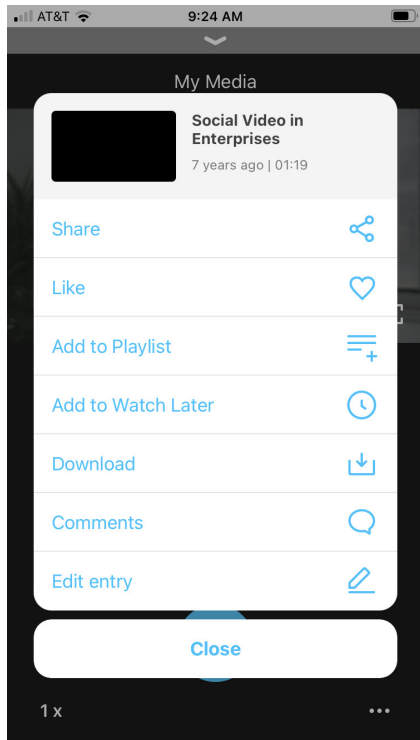 AT&T 9:24 AM
My Media
Social Video in
Enterprises
7 years ago | 01:19
Share
Like
Add to Playlist
Add to Watch Later
Download
Comments
Edit entry
Close
1 x